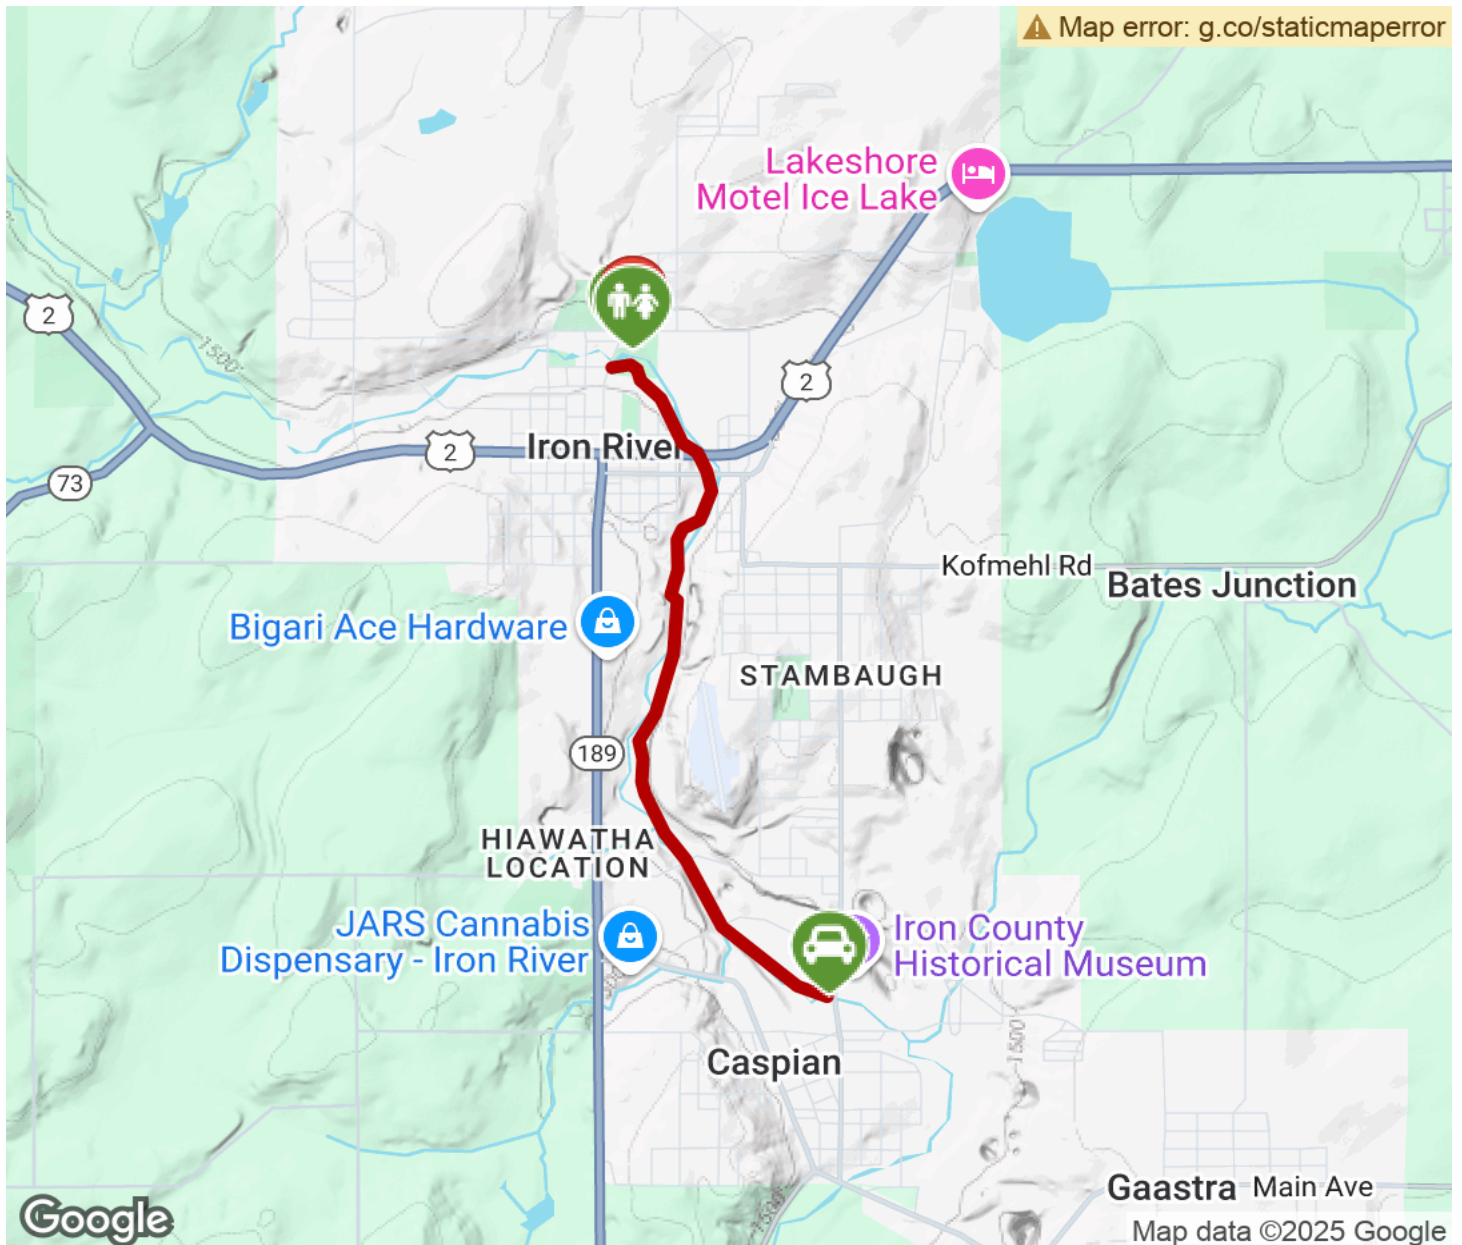 Map error: g.co/staticmaperror
Lakeshore
Motel Ice Lake
2
1500'
2
2
Iron River
73
Kofmehl Rd
Bates Junction
Bigari Ace Hardware
STAMBAUGH
189
HIAWATHA
LOCATION
JARS Cannabis
Dispensary - Iron River
Iron County
Historical Museum
1500
Caspian
Gaastra
Main Ave
Google
Map data ©2025 Google